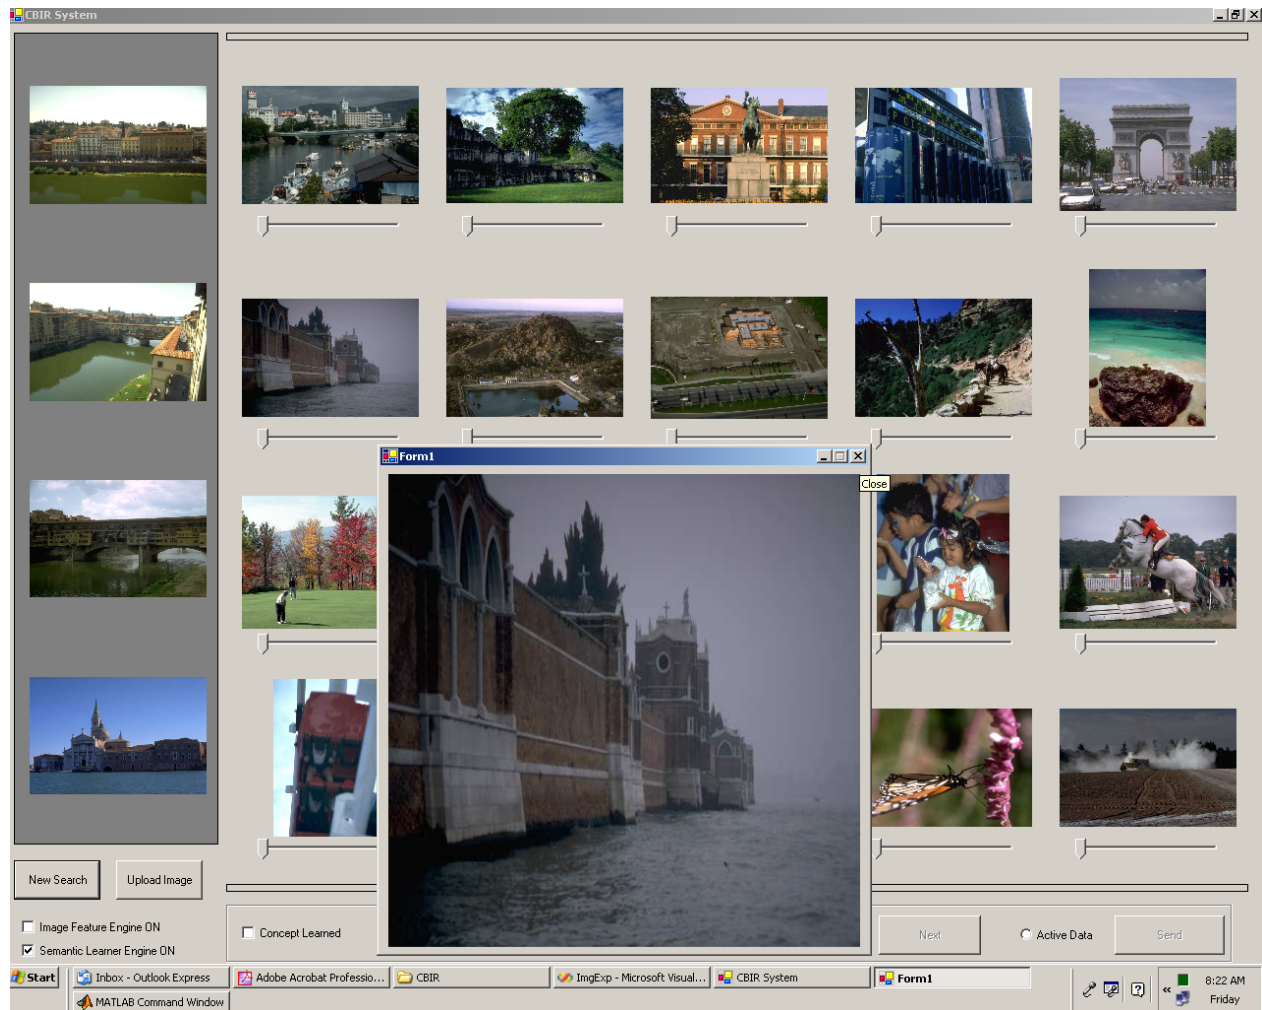 CBIR System
Form1
Close
New Search
Upload Image
Image Feature Engine ON
Semantic Learner Engine ON
Concept Learned
Next
Active Data
Send
Start
Inbox - Outlook Express
Adobe Acrobat Professio...
CBIR
ImgExp - Microsoft Visual...
CBIR System
Form1
MATLAB Command Window
8:22 AM
Friday